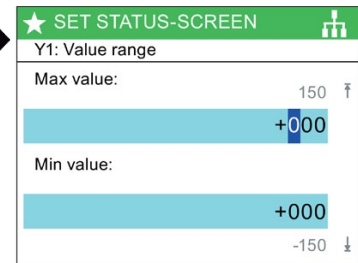 SET STATUS-SCREEN
Y1: Value range
Max value:
150
+000
Min value:
+000
-150